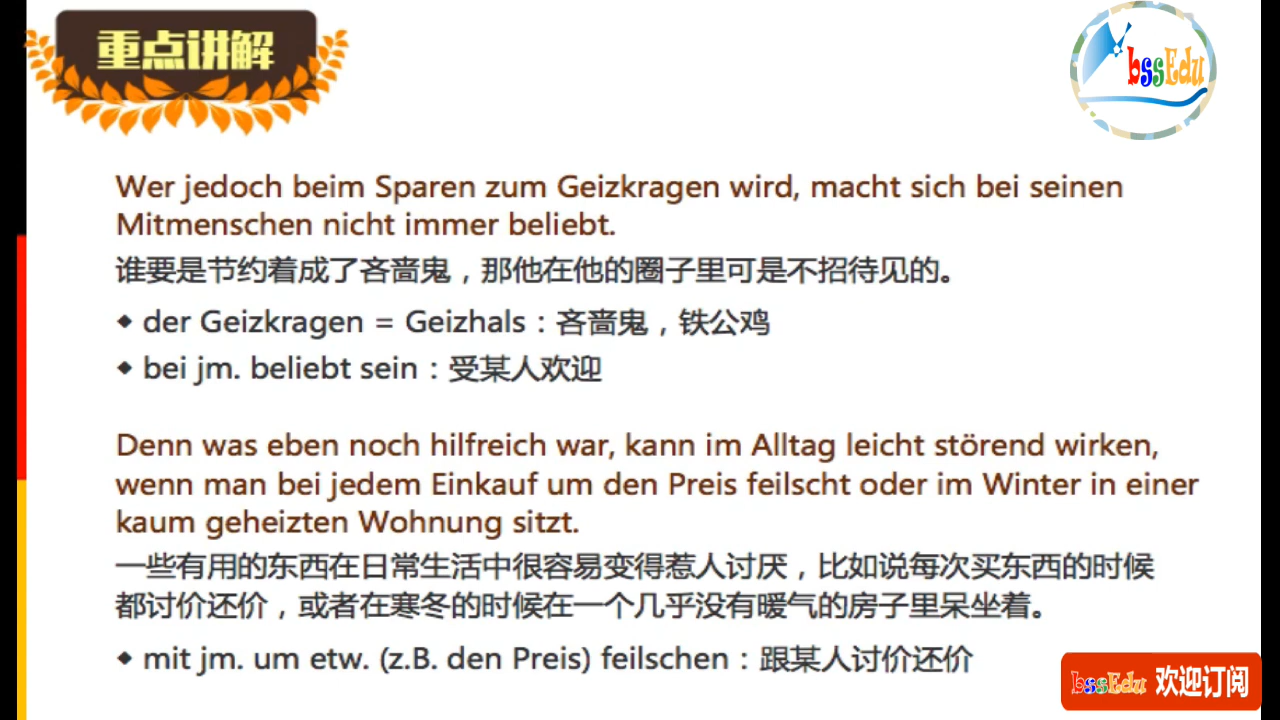 重点讲解
bssEdu
Wer jedoch beim Sparen zum Geizkragen wird, macht sich bei seinen
Mitmenschen nicht immer beliebt.
谁要是节约着成了吝啬鬼，那他在他的圈子里可是不招待见的。
◆ der Geizkragen = Geizhals：吝啬鬼，铁公鸡
◆ bei jm. beliebt sein：受某人欢迎
Denn was eben noch hilfreich war, kann im Alltag leicht störend wirken,
wenn man bei jedem Einkauf um den Preis feilscht oder im Winter in einer
kaum geheizten Wohnung sitzt.
一些有用的东西在日常生活中很容易变得惹人讨厌，比如说每次买东西的时候
都讨价还价，或者在寒冬的时候在一个几乎没有暖气的房子里呆坐着。
◆ mit jm. um etw. (z.B. den Preis) feilschen：跟某人讨价还价
bssEdu 欢迎订阅